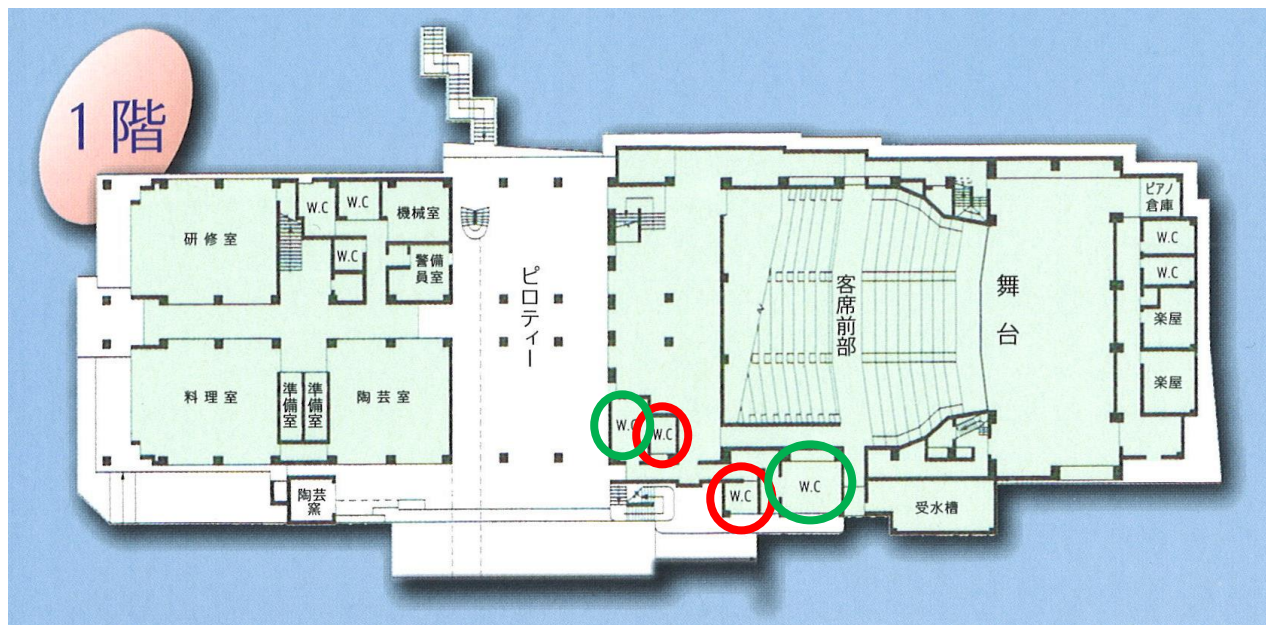 1階
研修室
W.C
W.C
機械室
W.C
警備
員室
ピロティー
料理室
準備室
準備室
陶芸室
陶芸
窯
W.C
W.C
W.C
W.C
客席前部
舞台
ピアノ
倉庫
W.C
W.C
楽屋
楽屋
受水槽